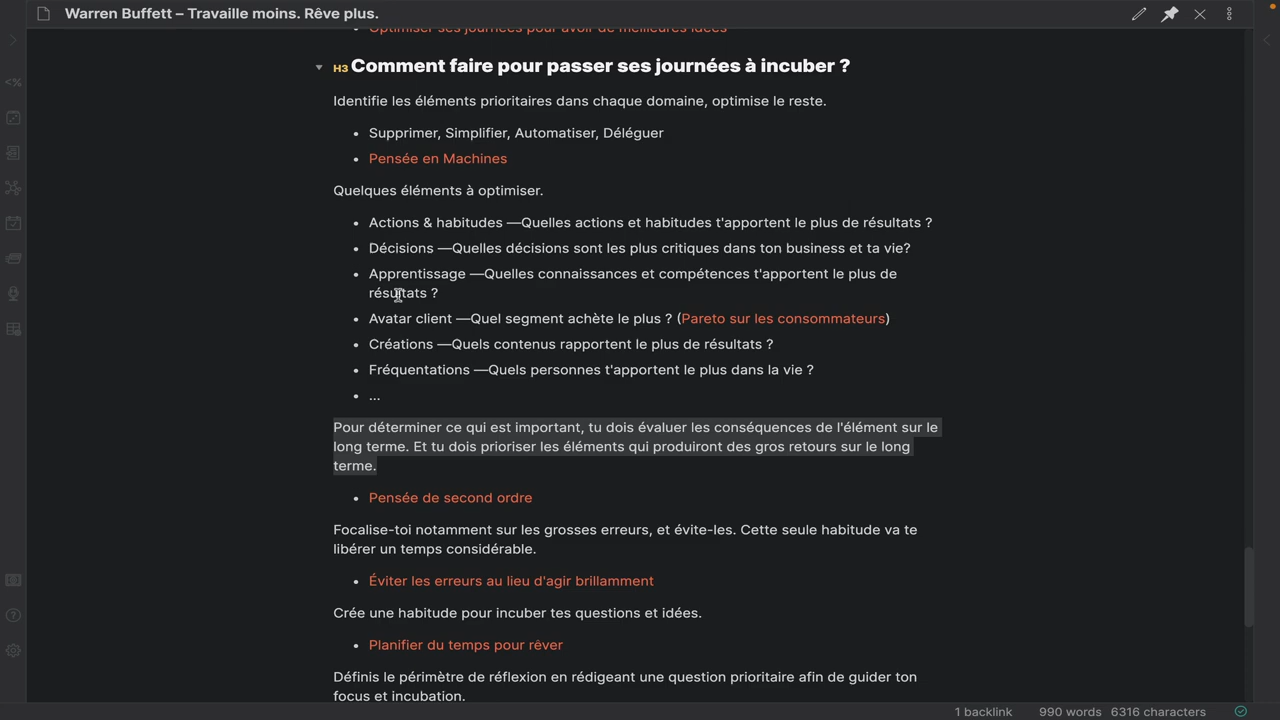 Warren Buffett – Travaille moins. Rêve plus.
Optimiser ses journées pour avoir de meilleures idées
H3 Comment faire pour passer ses journées à incuber ?
Identifie les éléments prioritaires dans chaque domaine, optimise le reste.
• Supprimer, Simplifier, Automatiser, Déléguer
• Pensée en Machines
Quelques éléments à optimiser.
• Actions & habitudes —Quelles actions et habitudes t'apportent le plus de résultats ?
• Décisions —Quelles décisions sont les plus critiques dans ton business et ta vie?
• Apprentissage —Quelles connaissances et compétences t'apportent le plus de
résultats ?
• Avatar client —Quel segment achète le plus ? (Pareto sur les consommateurs)
• Créations —Quels contenus rapportent le plus de résultats ?
• Fréquentations —Quels personnes t'apportent le plus dans la vie ?
• ...
Pour déterminer ce qui est important, tu dois évaluer les conséquences de l'élément sur le
long terme. Et tu dois prioriser les éléments qui produiront des gros retours sur le long
terme.
• Pensée de second ordre
Focalise-toi notamment sur les grosses erreurs, et évite-les. Cette seule habitude va te
libérer un temps considérable.
• Éviter les erreurs au lieu d'agir brillamment
Crée une habitude pour incuber tes questions et idées.
• Planifier du temps pour rêver
Définis le périmètre de réflexion en rédigeant une question prioritaire afin de guider ton
focus et incubation.
1 backlink 990 words 6316 characters